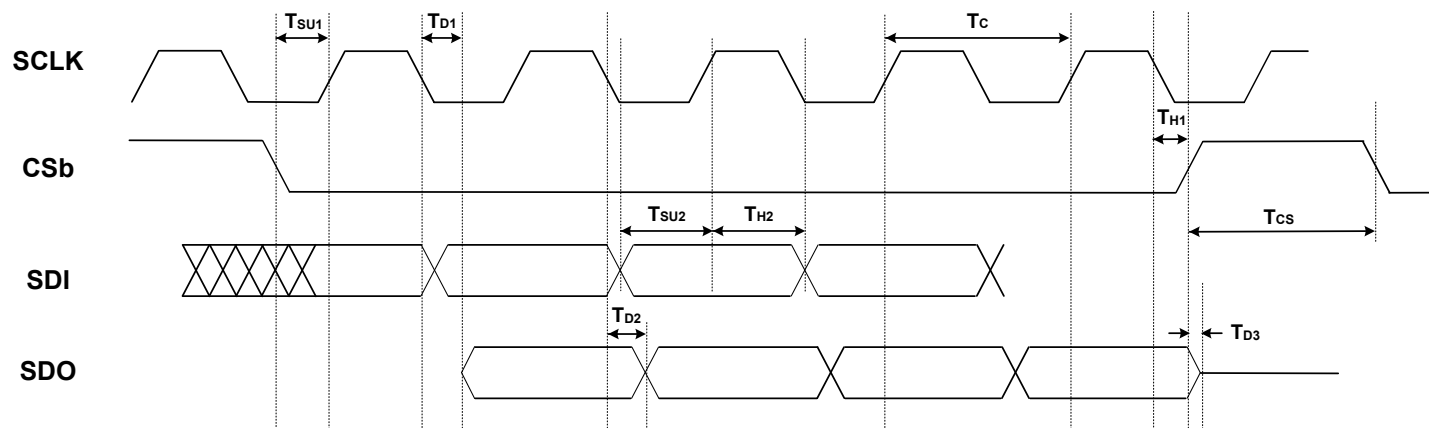 TSU1 TD1 TC
SCLK
TH1
CSb
TSU2 TH2 TCS
SDI
TD2 TD3
SDO